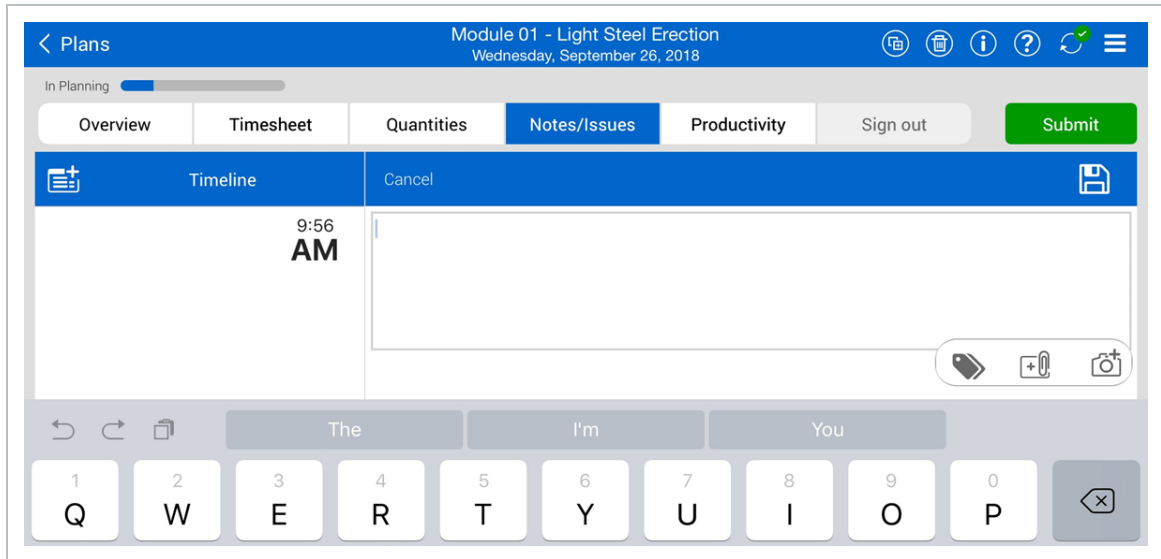 Plans
Module 01 - Light Steel Erection
Wednesday, September 26, 2018
In Planning
Overview
Timesheet
Quantities
Notes/Issues
Productivity
Sign out
Submit
Timeline
Cancel
9:56
AM
The
I'm
You
1 2 3 4 5 6 7 8 9 0
Q W E R T Y U I O P